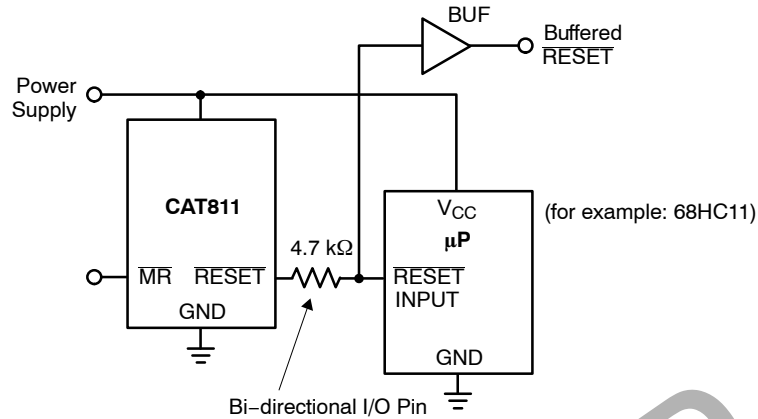 BUF
Buffered
RESET
Power
Supply
CAT811
4.7 kΩ
MR RESET
GND
VCC
μP
(for example: 68HC11)
RESET
INPUT
GND
Bi−directional I/O Pin